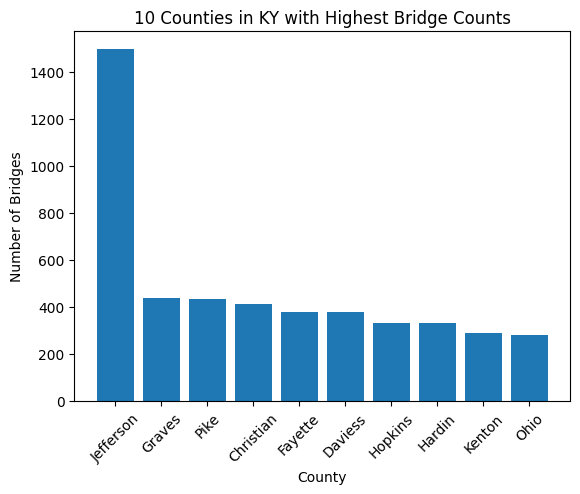 10 Counties in KY with Highest Bridge Counts
Number of Bridges
1400
1200
1000
800
600
400
200
0
Jefferson
Graves
Pike
Christian
Fayette
Daviess
Hopkins
Hardin
Kenton
Ohio
County